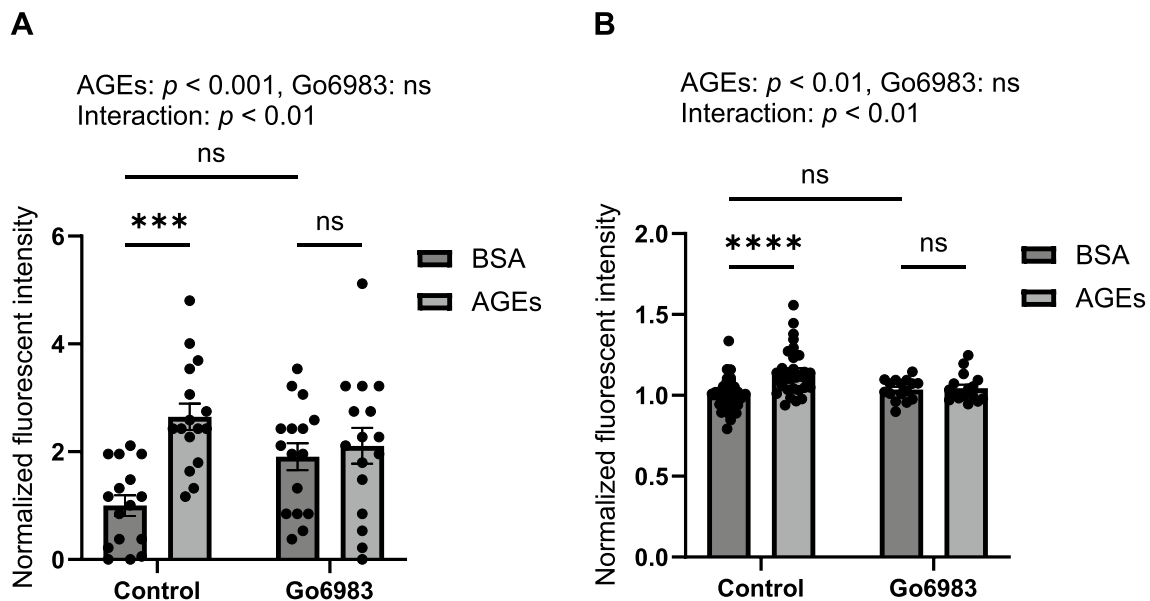 A
AGEs: p < 0.001, Go6983: ns
Interaction: p < 0.01
ns
***
ns
Normalized fluorescent intensity
6
4
2
0
BSA
AGEs
Control
Go6983
B
AGEs: p < 0.01, Go6983: ns
Interaction: p < 0.01
ns
****
ns
Normalized fluorescent intensity
2.0
1.5
1.0
0.5
0.0
BSA
AGEs
Control
Go6983